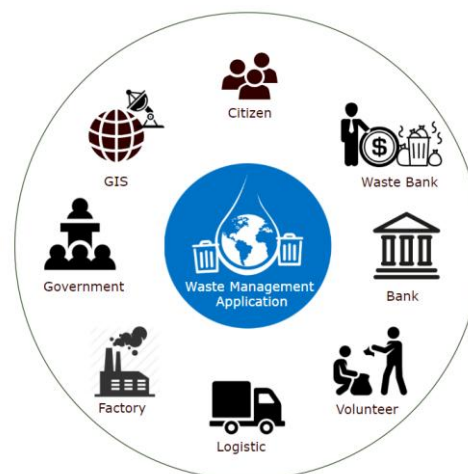 Citizen
GIS
Waste Bank
Government
Waste Management
Application
Bank
Factory
Volunteer
Logistic
$